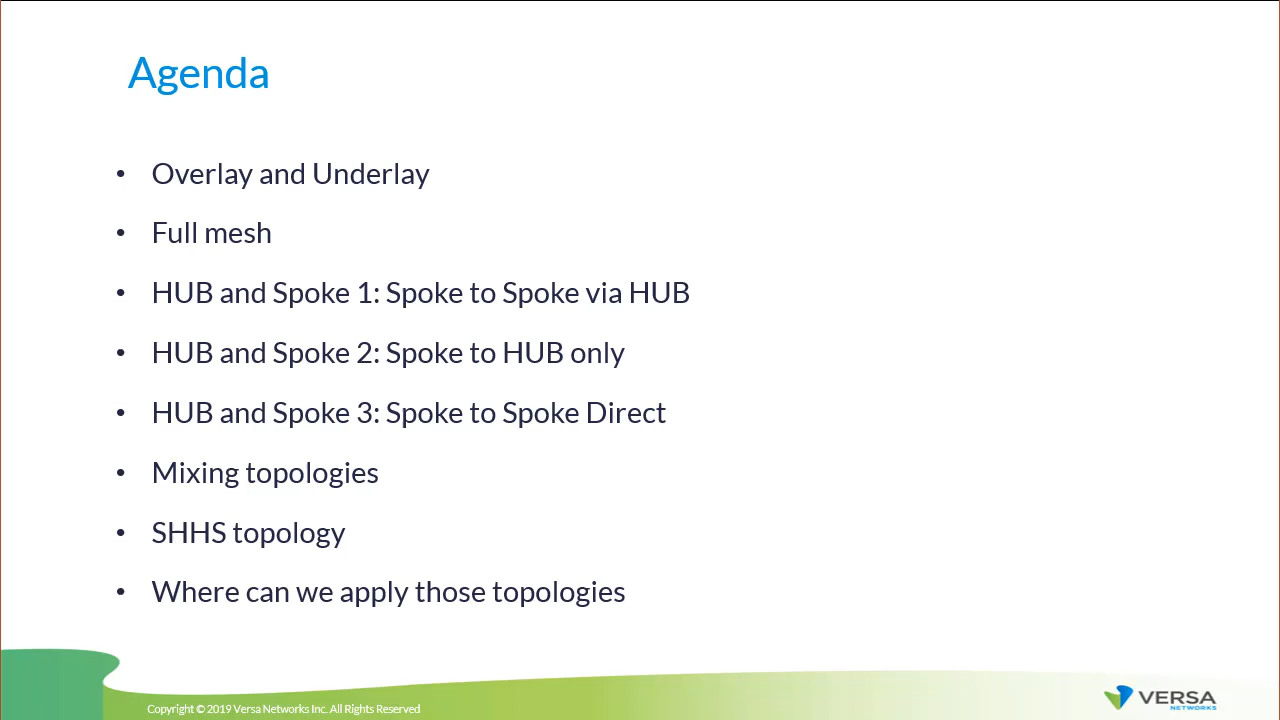 Agenda
• Overlay and Underlay
• Full mesh
• HUB and Spoke 1: Spoke to Spoke via HUB
• HUB and Spoke 2: Spoke to HUB only
• HUB and Spoke 3: Spoke to Spoke Direct
• Mixing topologies
• SHHS topology
• Where can we apply those topologies
Copyright © 2019 Versa Networks Inc. All Rights Reserved
VERSA
NETWORKS